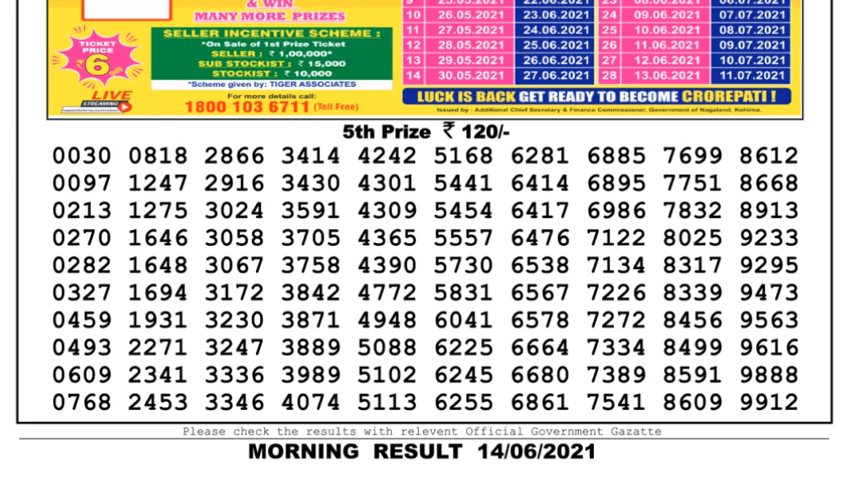 & WIN
MANY MORE PRIZES
TICKET
PRICE
₹ 6
LIVE
STREAMING
SELLER INCENTIVE SCHEME :
*On Sale of 1st Prize Ticket
SELLER : ₹ 1,00,000*
SUB STOCKIST : ₹ 15,000
STOCKIST : ₹ 10,000
*Scheme given by: TIGER ASSOCIATES
For more details call:
1800 103 6711 (Toll Free)
10 26.05.2021 23.06.2021 24 09.06.2021 07.07.2021
11 27.05.2021 24.06.2021 25 10.06.2021 08.07.2021
12 28.05.2021 25.06.2021 26 11.06.2021 09.07.2021
13 29.05.2021 26.06.2021 27 12.06.2021 10.07.2021
14 30.05.2021 27.06.2021 28 13.06.2021 11.07.2021
LUCK IS BACK GET READY TO BECOME CROREPATI !
Issued by : Additional Chief Secretary & Finance Commissioner, Government of Nagaland, Kohima.
5th Prize ₹ 120/-
0030 0818 2866 3414 4242 5168 6281 6885 7699 8612
0097 1247 2916 3430 4301 5441 6414 6895 7751 8668
0213 1275 3024 3591 4309 5454 6417 6986 7832 8913
0270 1646 3058 3705 4365 5557 6476 7122 8025 9233
0282 1648 3067 3758 4390 5730 6538 7134 8317 9295
0327 1694 3172 3842 4772 5831 6567 7226 8339 9473
0459 1931 3230 3871 4948 6041 6578 7272 8456 9563
0493 2271 3247 3889 5088 6225 6664 7334 8499 9616
0609 2341 3336 3989 5102 6245 6680 7389 8591 9888
0768 2453 3346 4074 5113 6255 6861 7541 8609 9912
Please check the results with relevent Official Government Gazatte
MORNING RESULT 14/06/2021